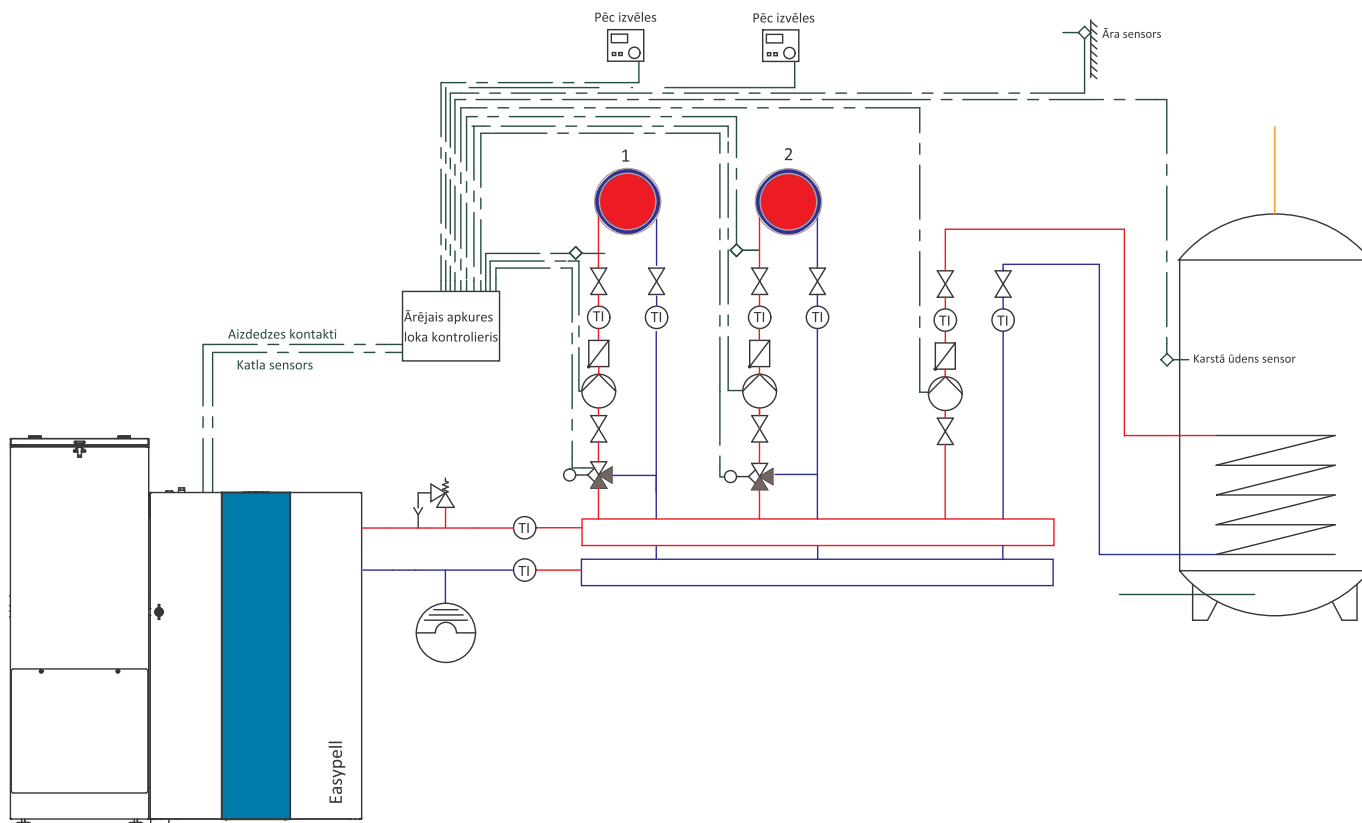 Pēc izvēles
Pēc izvēles
Āra sensors
1
2
Ārējais apkures
loka kontrolieris
TI
TI
TI
TI
TI
TI
Aizdedzes kontakti
Katla sensors
Karstā ūdens sensor
TI
TI
Easypell